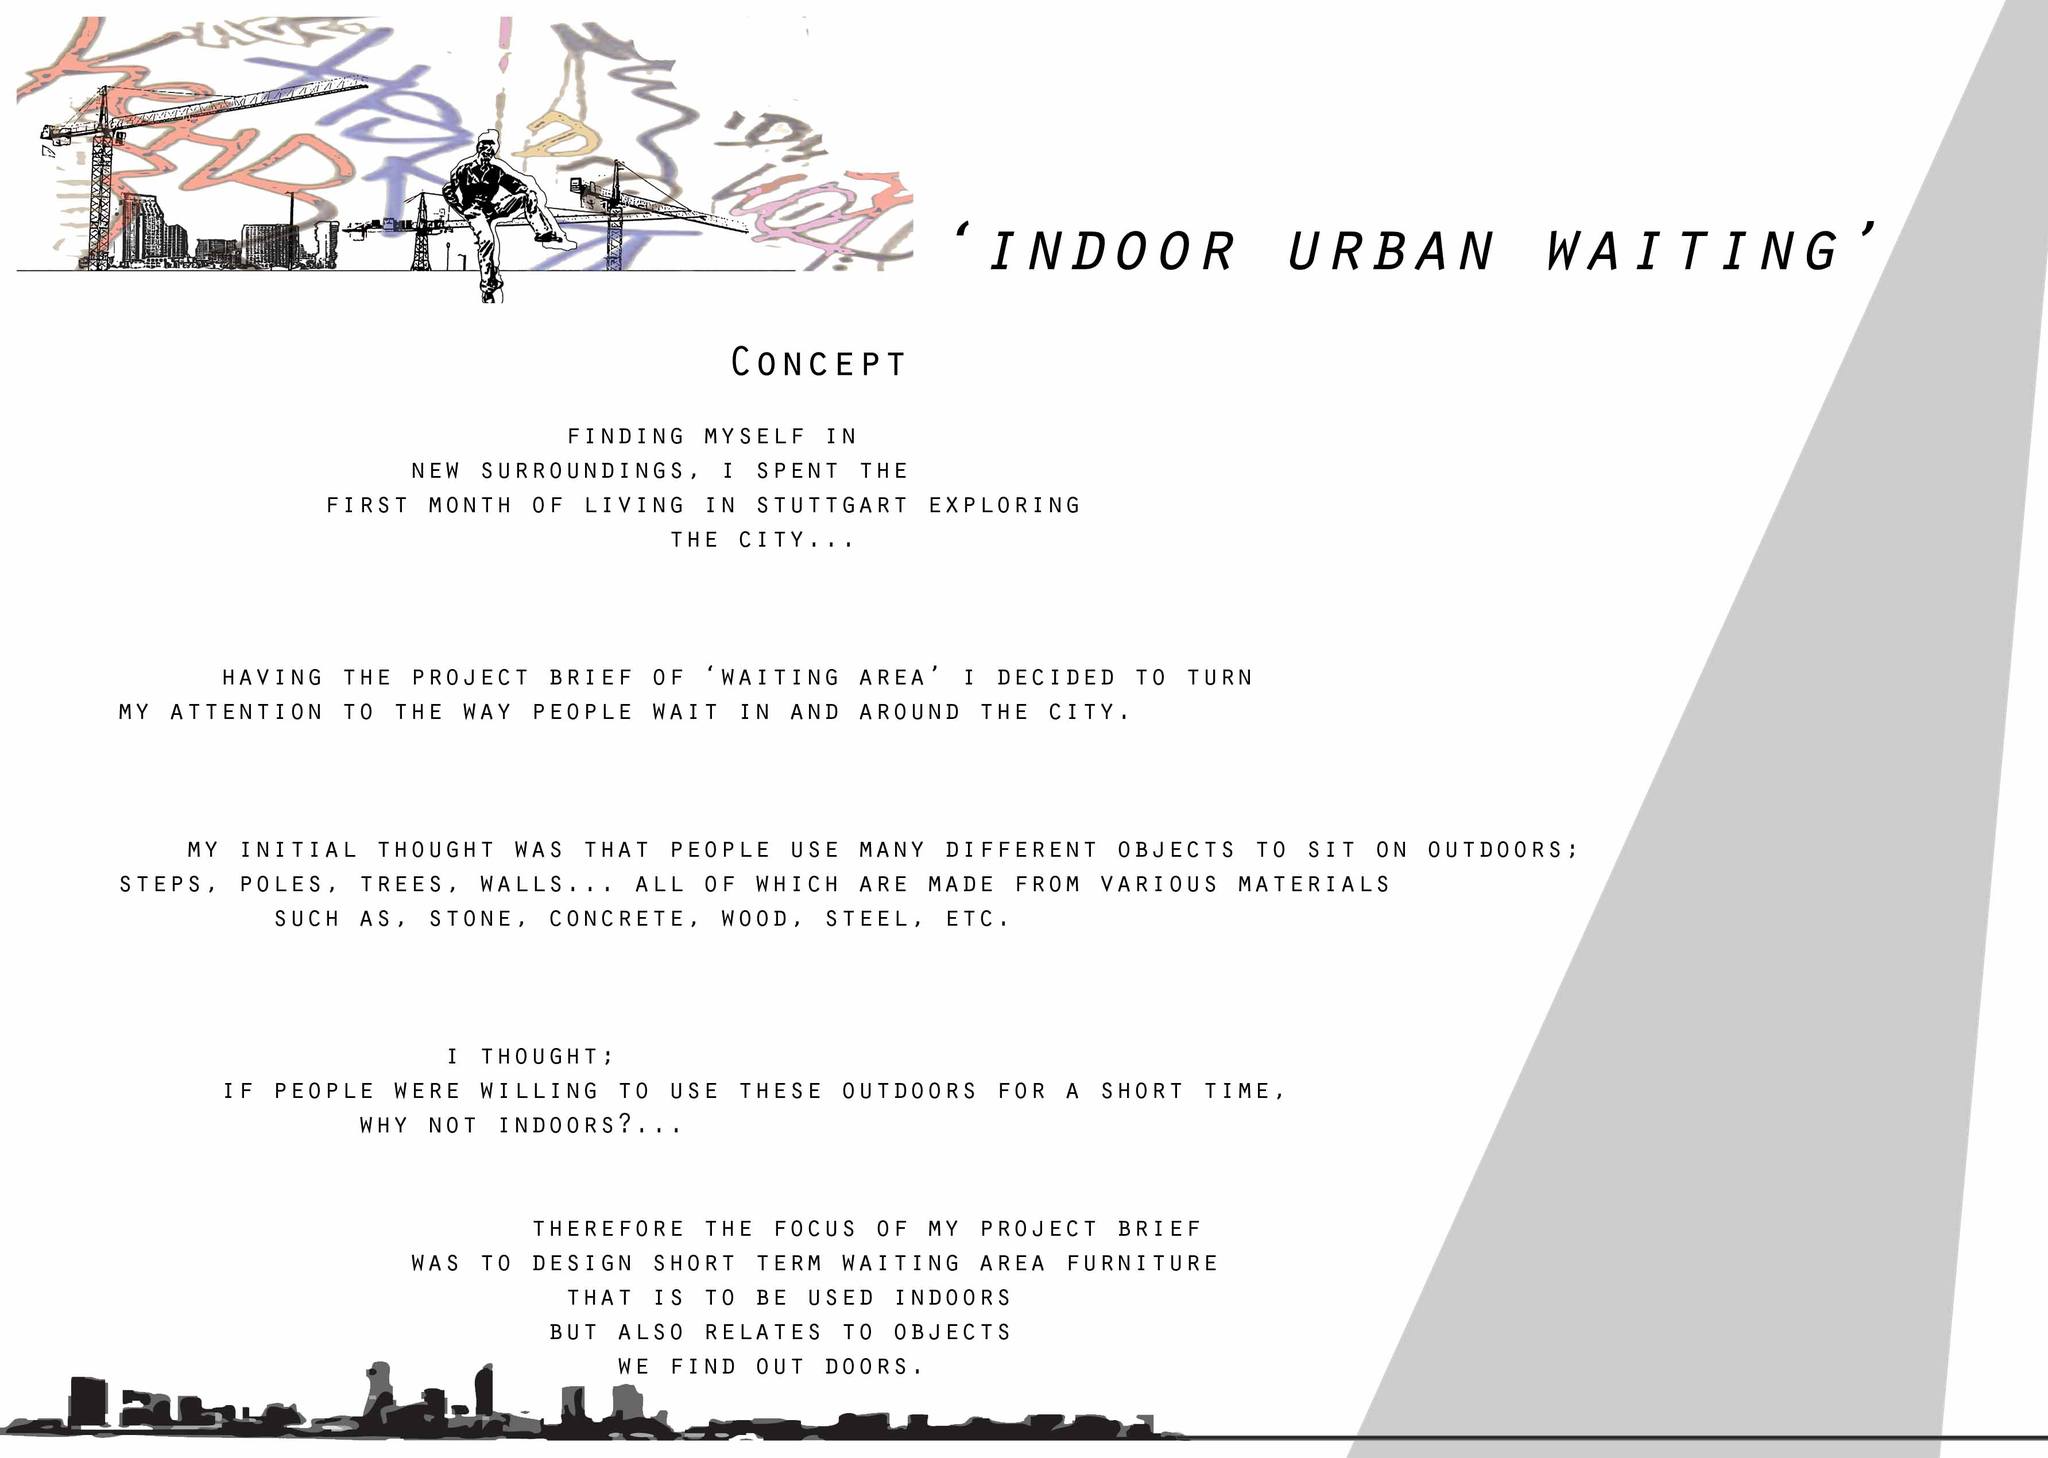 ‘INDOOR URBAN WAITING’
CONCEPT
FINDING MYSELF IN
NEW SURROUNDINGS, I SPENT THE
FIRST MONTH OF LIVING IN STUTTGART EXPLORING
THE CITY...
HAVING THE PROJECT BRIEF OF ‘WAITING AREA’ I DECIDED TO TURN
MY ATTENTION TO THE WAY PEOPLE WAIT IN AND AROUND THE CITY.
MY INITIAL THOUGHT WAS THAT PEOPLE USE MANY DIFFERENT OBJECTS TO SIT ON OUTDOORS;
STEPS, POLES, TREES, WALLS... ALL OF WHICH ARE MADE FROM VARIOUS MATERIALS
SUCH AS, STONE, CONCRETE, WOOD, STEEL, ETC.
I THOUGHT;
IF PEOPLE WERE WILLING TO USE THESE OUTDOORS FOR A SHORT TIME,
WHY NOT INDOORS?...
THEREFORE THE FOCUS OF MY PROJECT BRIEF
WAS TO DESIGN SHORT TERM WAITING AREA FURNITURE
THAT IS TO BE USED INDOORS
BUT ALSO RELATES TO OBJECTS
WE FIND OUT DOORS.